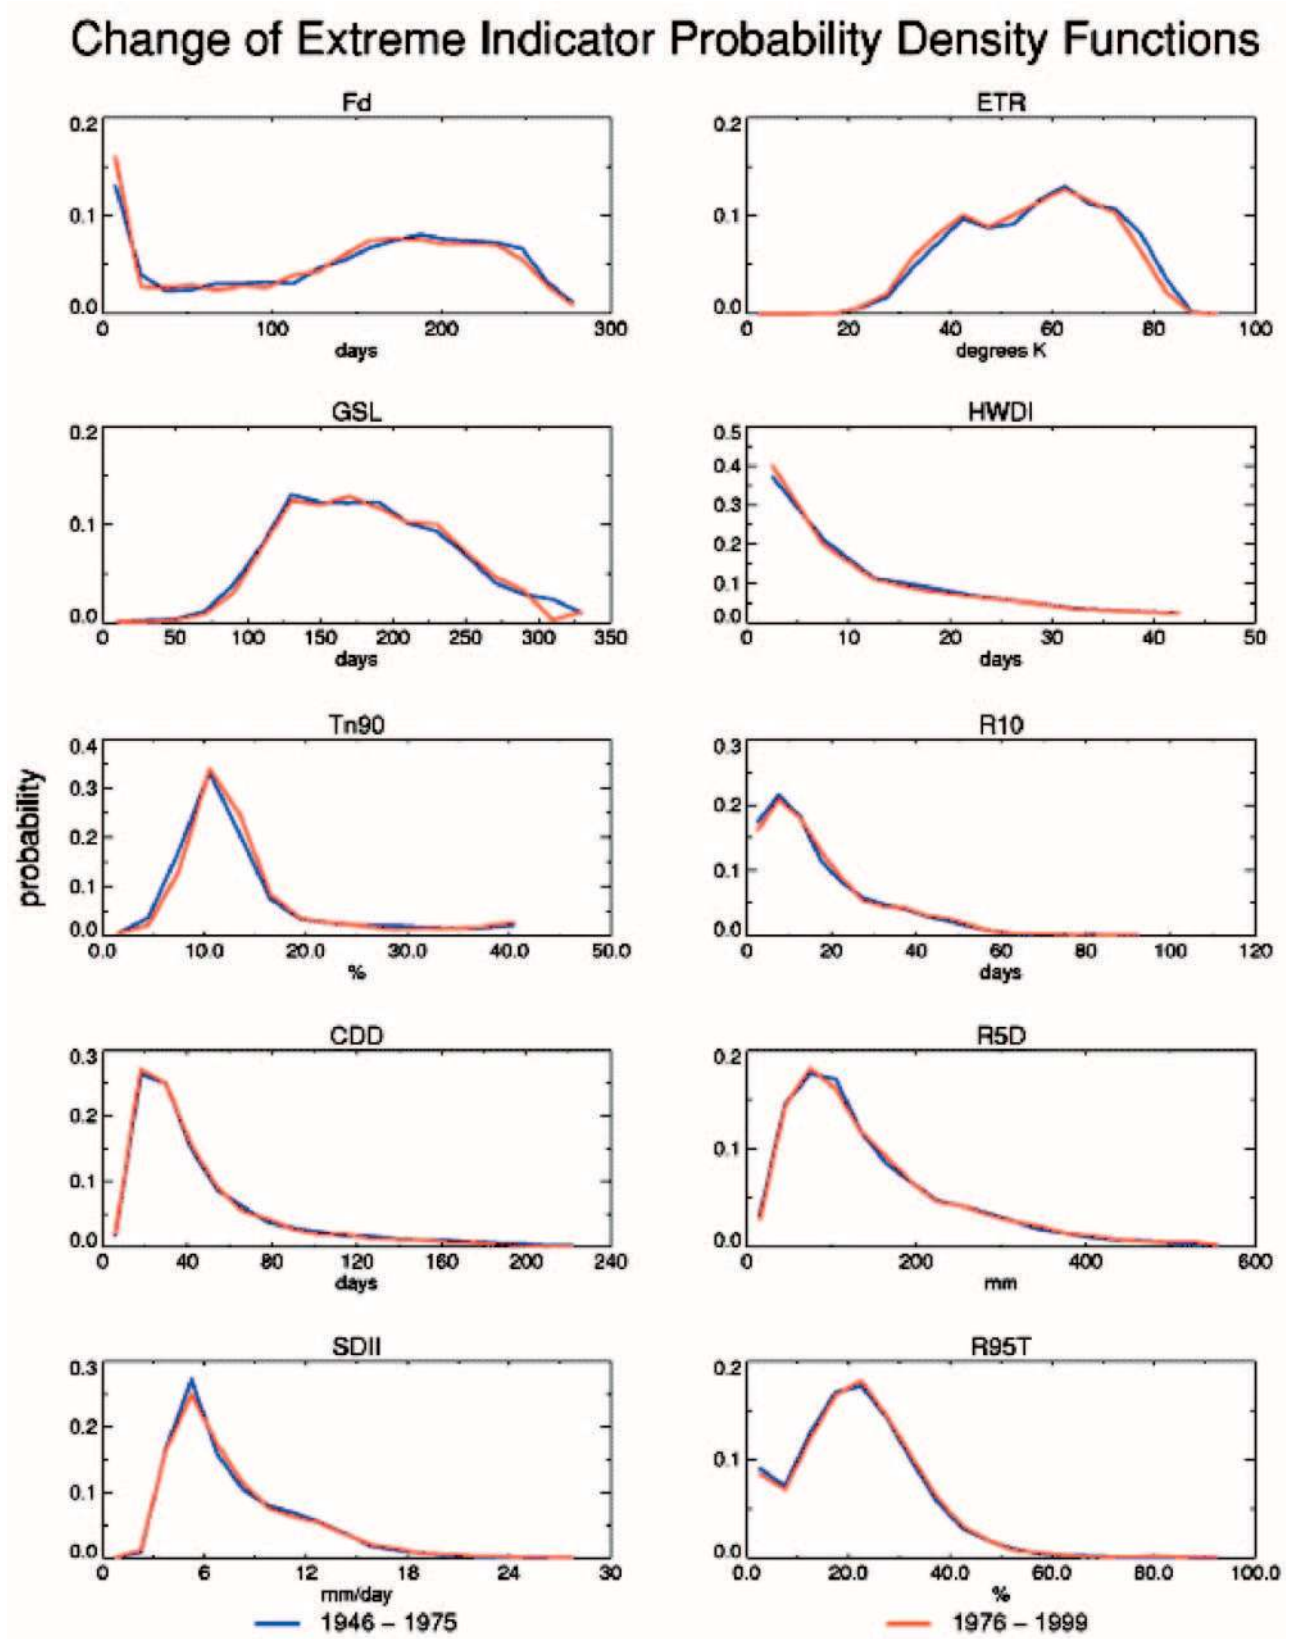 Change of Extreme Indicator Probability Density Functions
Fd
0.2
0.1
0.0
0 100 200 300
days
ETR
0.2
0.1
0.0
0 20 40 60 80 100
degrees K
GSL
0.2
0.1
0.0
0 50 100 150 200 250 300 350
days
HWDI
0.5
0.4
0.3
0.2
0.1
0.0
0 10 20 30 40 50
days
probability
Tn90
0.4
0.3
0.2
0.1
0.0
0.0 10.0 20.0 30.0 40.0 50.0
%
R10
0.3
0.2
0.1
0.0
0 20 40 60 80 100 120
days
CDD
0.3
0.2
0.1
0.0
0 40 80 120 160 200 240
days
R5D
0.2
0.1
0.0
0 200 400 600
mm
SDII
0.3
0.2
0.1
0.0
0 6 12 18 24 30
mm/day
R95T
0.2
0.1
0.0
0.0 20.0 40.0 60.0 80.0 100.0
%
1946 – 1975
1976 – 1999